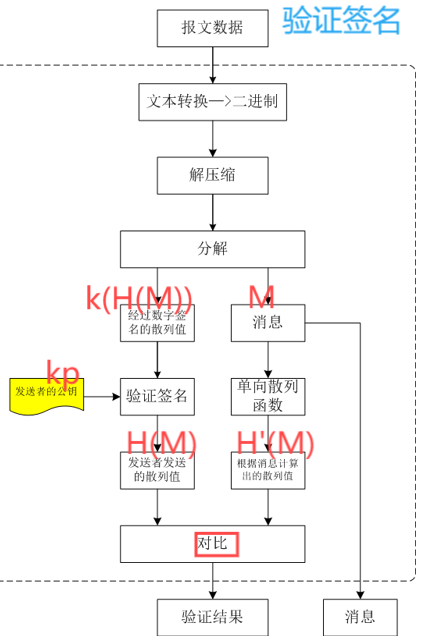 报文数据
验证签名
文本转换—>二进制
解压缩
分解
k(H(M))
M
经过数字签
名的散列值
消息
kp
发送者的公钥
验证签名
单向散列
函数
H(M)
H'(M)
发送者发送
的散列值
根据消息计算
出的散列值
对比
验证结果
消息